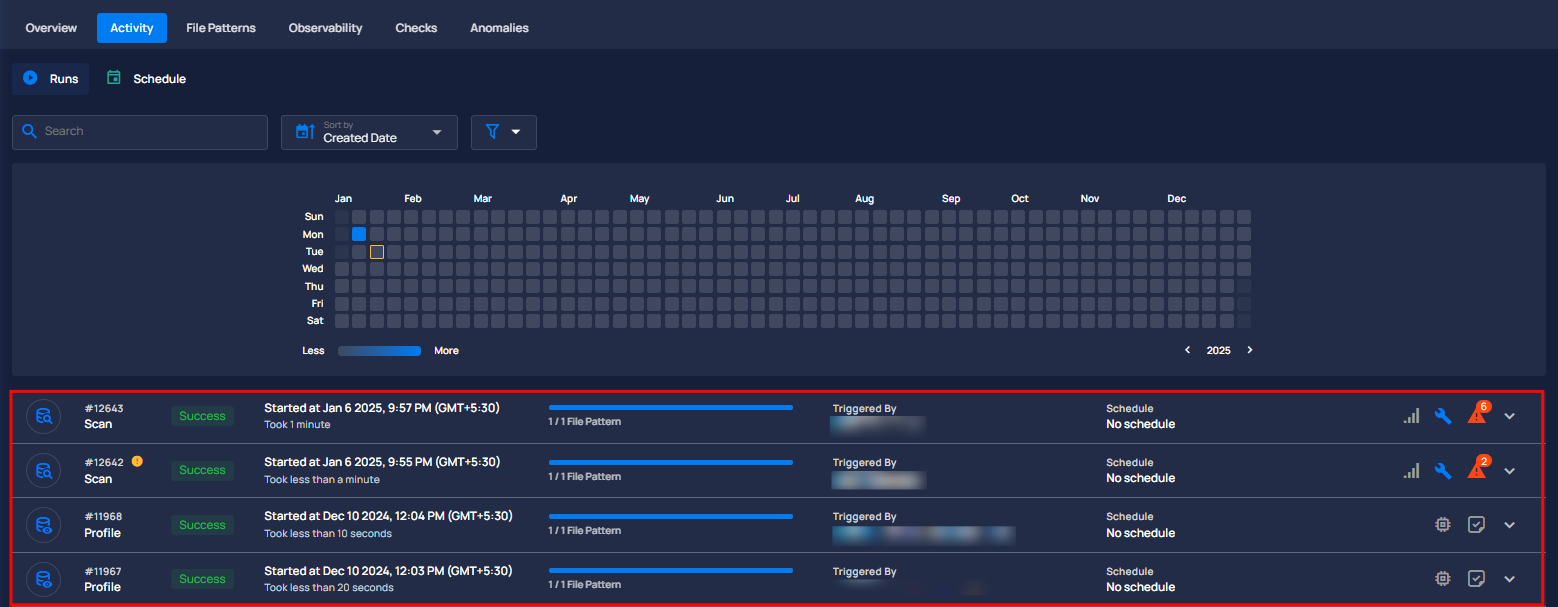 Overview Activity File Patterns Observability Checks Anomalies
Runs Schedule
Search
Sort by
Created Date
Jan Feb Mar Apr May Jun Jul Aug Sep Oct Nov Dec
Sun
Mon
Tue
Wed
Thu
Fri
Sat
Less More
2025
#12643 Success Started at Jan 6 2025, 9:57 PM (GMT+5:30) Triggered By Schedule 6
Scan Took 1 minute 1 / 1 File Pattern No schedule
#12642 Success Started at Jan 6 2025, 9:55 PM (GMT+5:30) Triggered By Schedule 2
Scan Took less than a minute 1 / 1 File Pattern No schedule
#11968 Success Started at Dec 10 2024, 12:04 PM (GMT+5:30) Triggered By Schedule
Profile Took less than 10 seconds 1 / 1 File Pattern No schedule
#11967 Success Started at Dec 10 2024, 12:03 PM (GMT+5:30) Triggered By Schedule
Profile Took less than 20 seconds 1 / 1 File Pattern No schedule